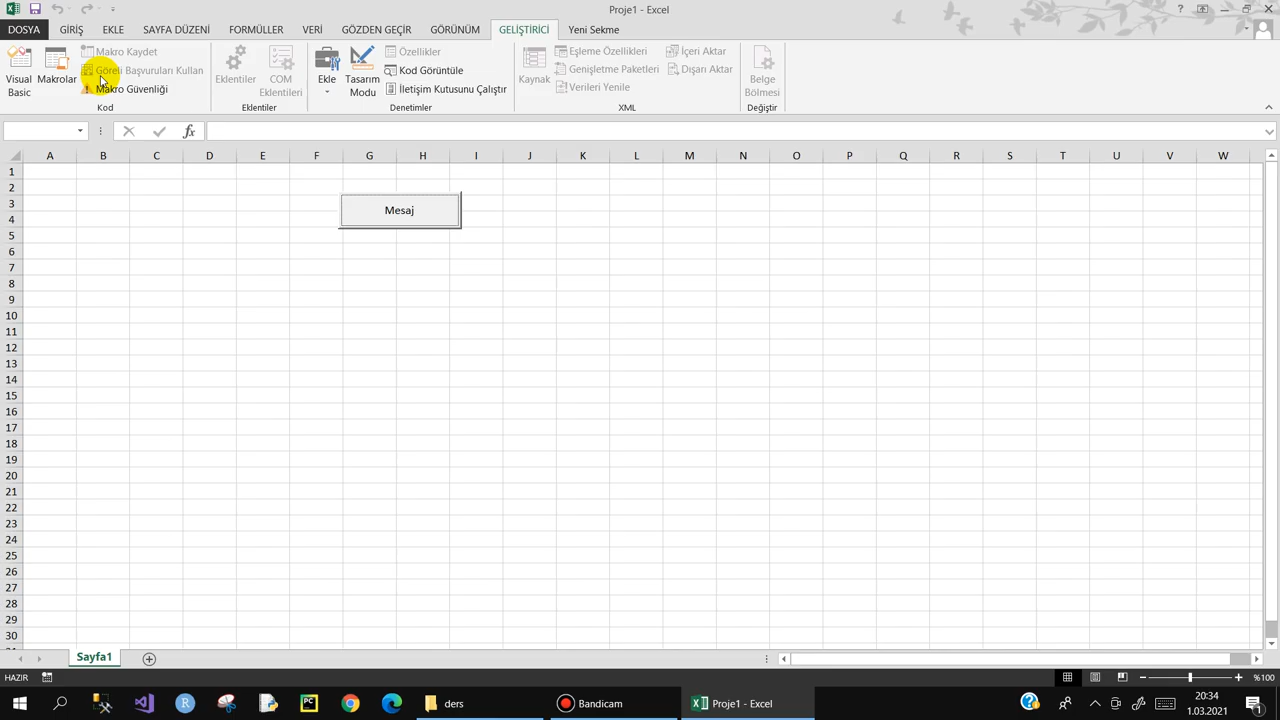 Proje1 - Excel
DOSYA GİRİŞ EKLE SAYFA DÜZENİ FORMÜLLER VERİ GÖZDEN GEÇİR GÖRÜNÜM GELİŞTİRİCİ Yeni Sekme
Visual Basic
Makrolar
Makro Kaydet
Göreli Başvuruları Kullan
Makro Güvenliği
Kod
Eklentiler
COM Eklentileri
Eklentiler
Ekle
Tasarım Modu
Özellikler
Kod Görüntüle
İletişim Kutusunu Çalıştır
Denetimler
Kaynak
Eşleme Özellikleri
Genişletme Paketleri
Verileri Yenile
İçeri Aktar
Dışarı Aktar
XML
Belge Bölmesi
Değiştir
fx
A B C D E F G H I J K L M N O P Q R S T U V W
1
2
3
Mesaj
4
5
6
7
8
9
10
11
12
13
14
15
16
17
18
19
20
21
22
23
24
25
26
27
28
29
30
Sayfa1
HAZIR
%100
PC ders Bandicam Proje1 - Excel
20:34
1.03.2021